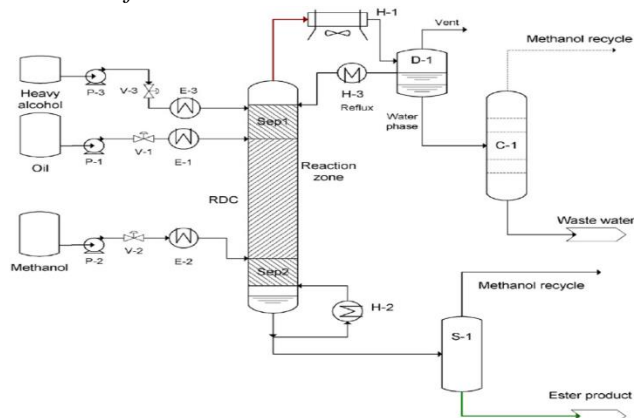 H-1
Vent
Methanol recycle
D-1
Heavy
alcohol
P-3
V-3
E-3
H-3
Reflux
Water
phase
Sep1
C-1
Oil
P-1
V-1
E-1
Reaction
zone
RDC
Waste water
Methanol
P-2
V-2
E-2
Sep2
H-2
Methanol recycle
S-1
Ester product